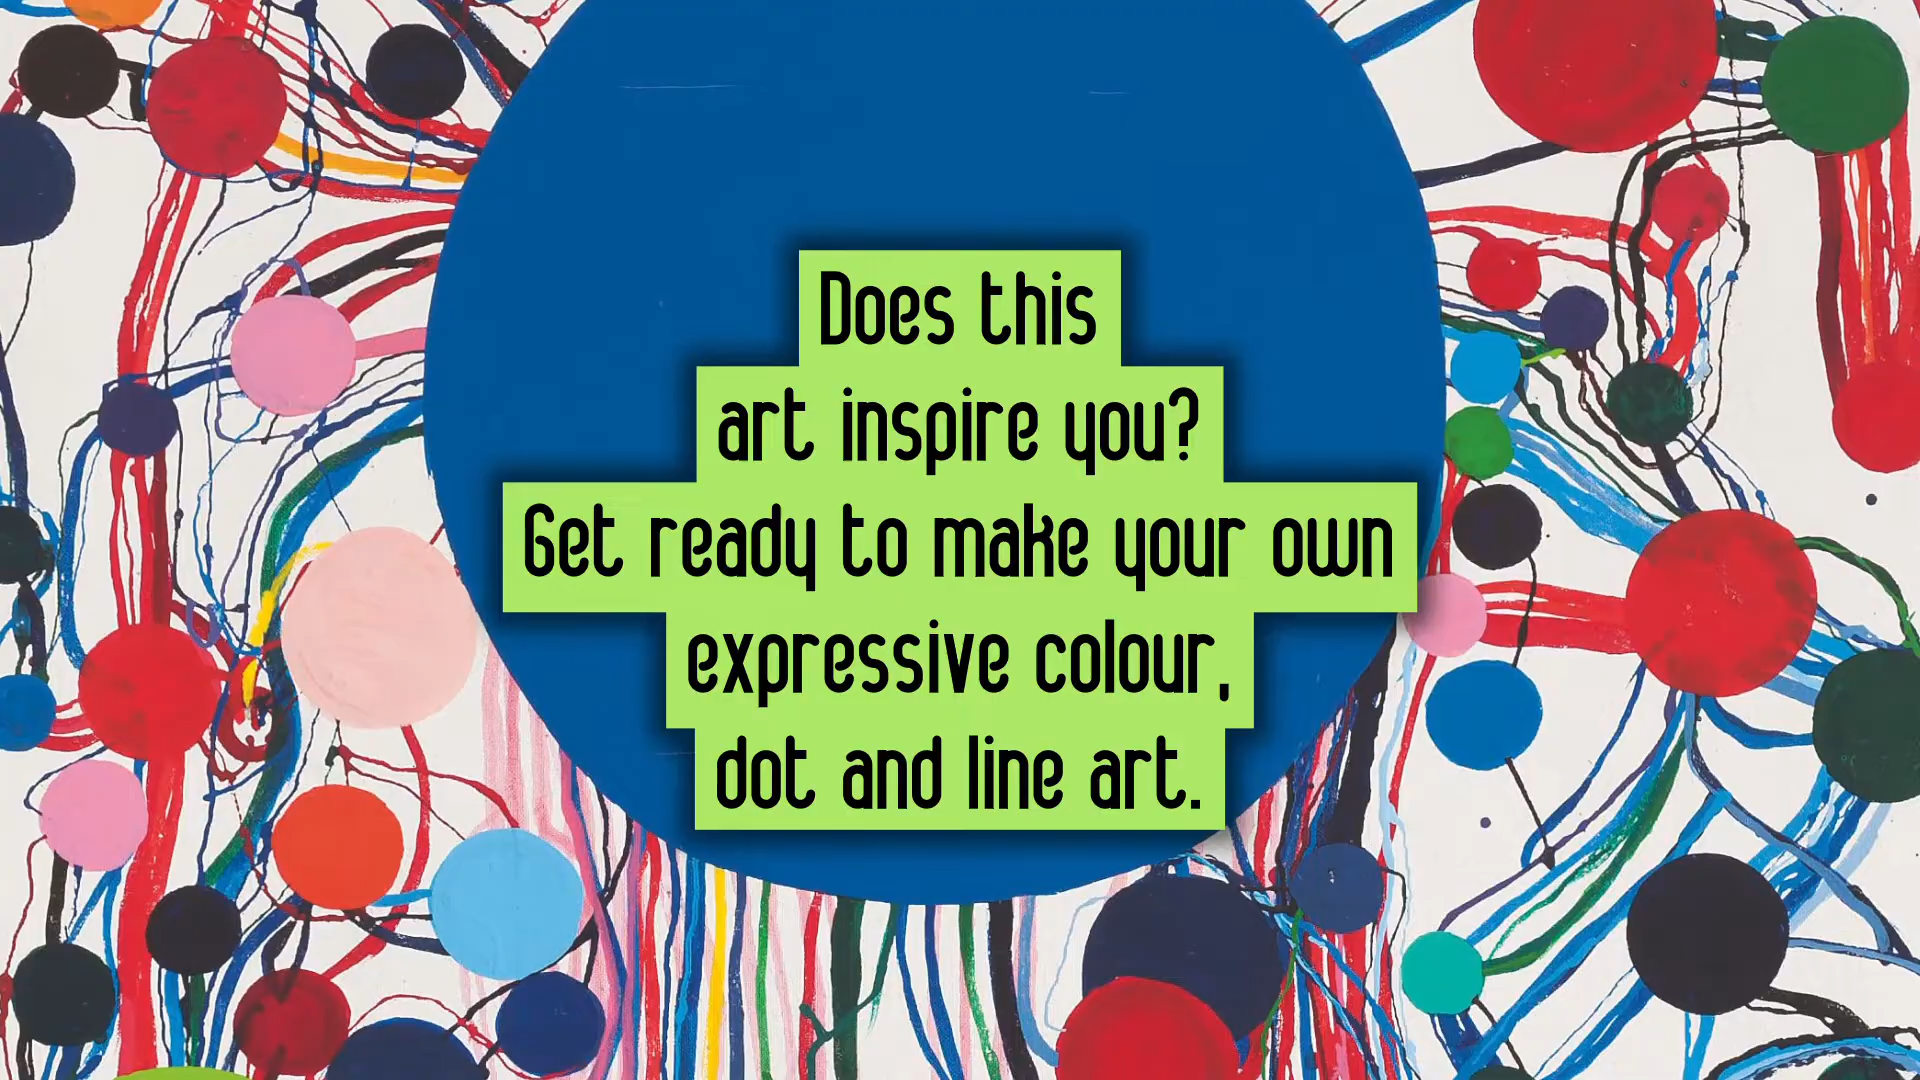 Does this
art inspire you?
Get ready to make your own
expressive colour,
dot and line art.